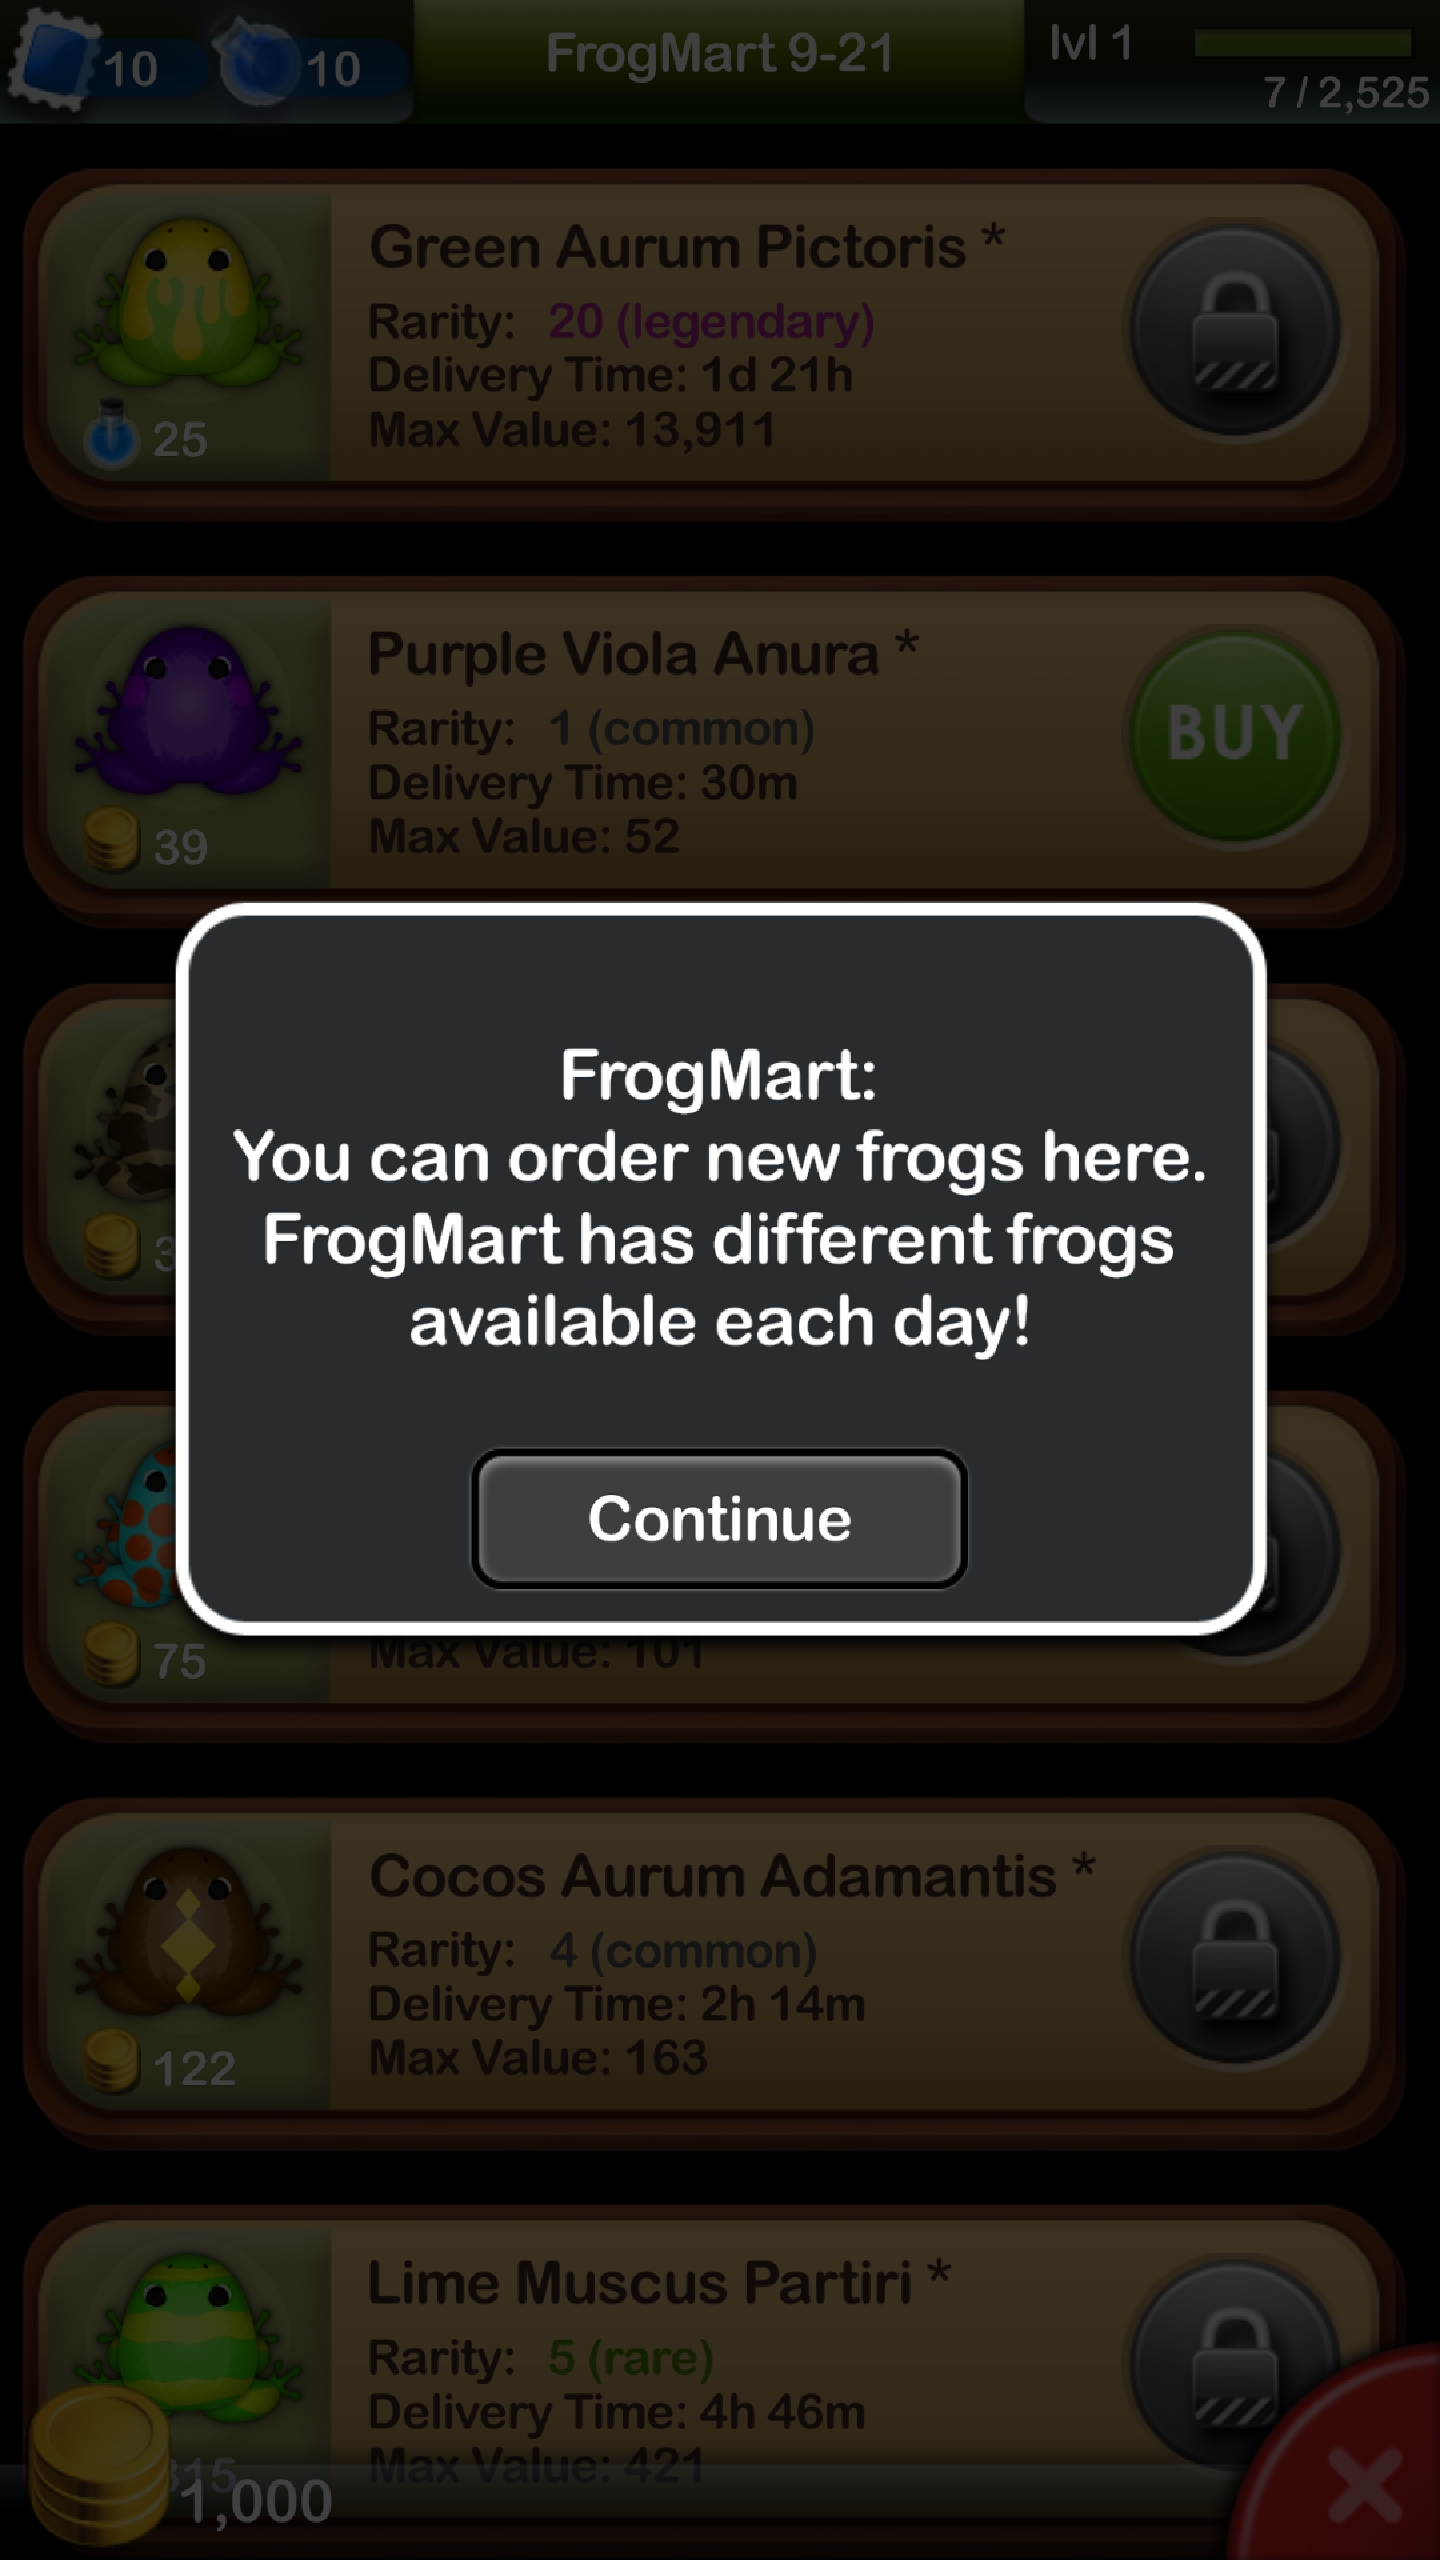 10
10
FrogMart 9-21
lvl 1
7 / 2,525
Green Aurum Pictoris *
Rarity: 20 (legendary)
Delivery Time: 1d 21h
Max Value: 13,911
25
Purple Viola Anura *
Rarity: 1 (common)
Delivery Time: 30m
Max Value: 52
39
BUY
FrogMart:
You can order new frogs here.
FrogMart has different frogs
available each day!
Continue
Max Value: 101
75
Cocos Aurum Adamantis *
Rarity: 4 (common)
Delivery Time: 2h 14m
Max Value: 163
122
Lime Muscus Partiri *
Rarity: 5 (rare)
Delivery Time: 4h 46m
Max Value: 421
315
1,000